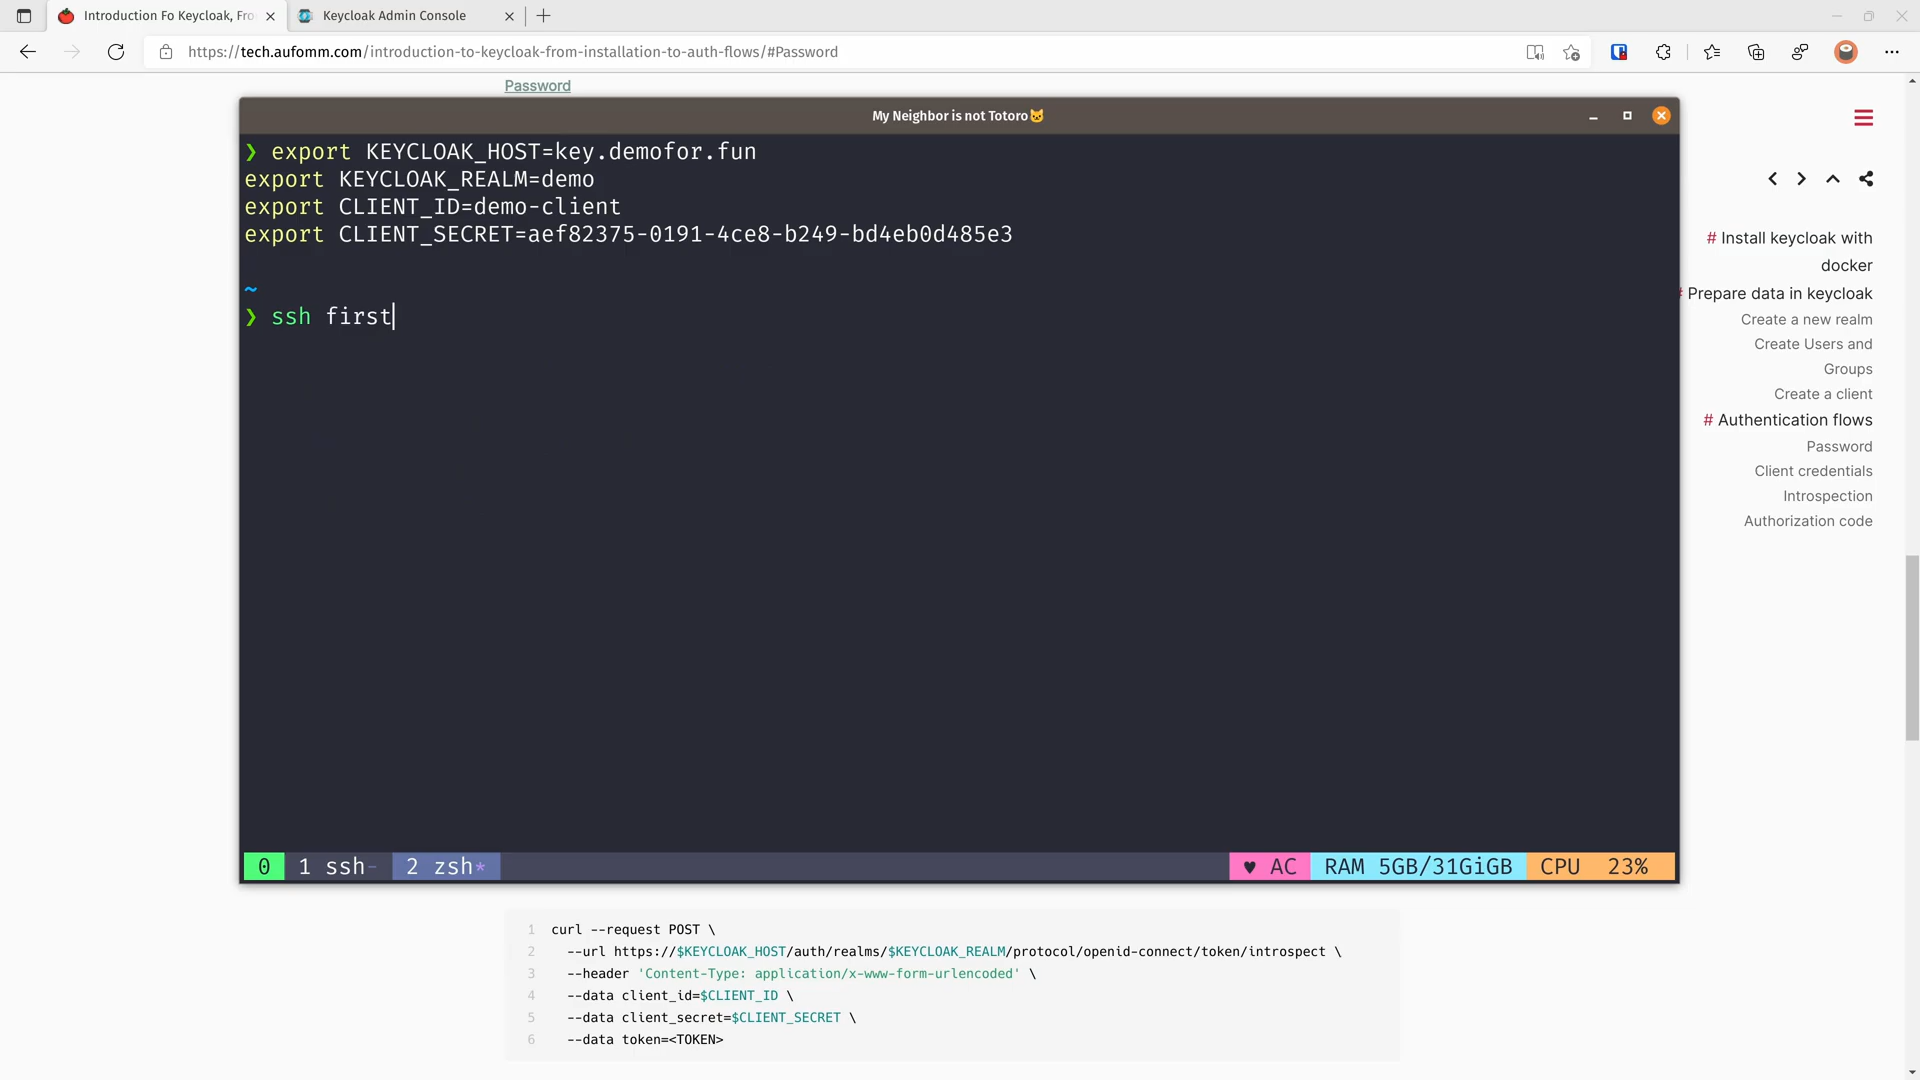 Introduction Fo Keycloak, Fro
Keycloak Admin Console
https://tech.aufomm.com/introduction-to-keycloak-from-installation-to-auth-flows/#Password
Password
My Neighbor is not Totoro🐱
❯ export KEYCLOAK_HOST=key.demofor.fun
export KEYCLOAK_REALM=demo
export CLIENT_ID=demo-client
export CLIENT_SECRET=aef82375-0191-4ce8-b249-bd4eb0d485e3
~
❯ ssh first
0 1 ssh- 2 zsh*
♥ AC RAM 5GB/31GiGB CPU 23%
# Install keycloak with
docker
# Prepare data in keycloak
Create a new realm
Create Users and
Groups
Create a client
# Authentication flows
Password
Client credentials
Introspection
Authorization code
1 curl --request POST \
2 --url https://$KEYCLOAK_HOST/auth/realms/$KEYCLOAK_REALM/protocol/openid-connect/token/introspect \
3 --header 'Content-Type: application/x-www-form-urlencoded' \
4 --data client_id=$CLIENT_ID \
5 --data client_secret=$CLIENT_SECRET \
6 --data token=<TOKEN>